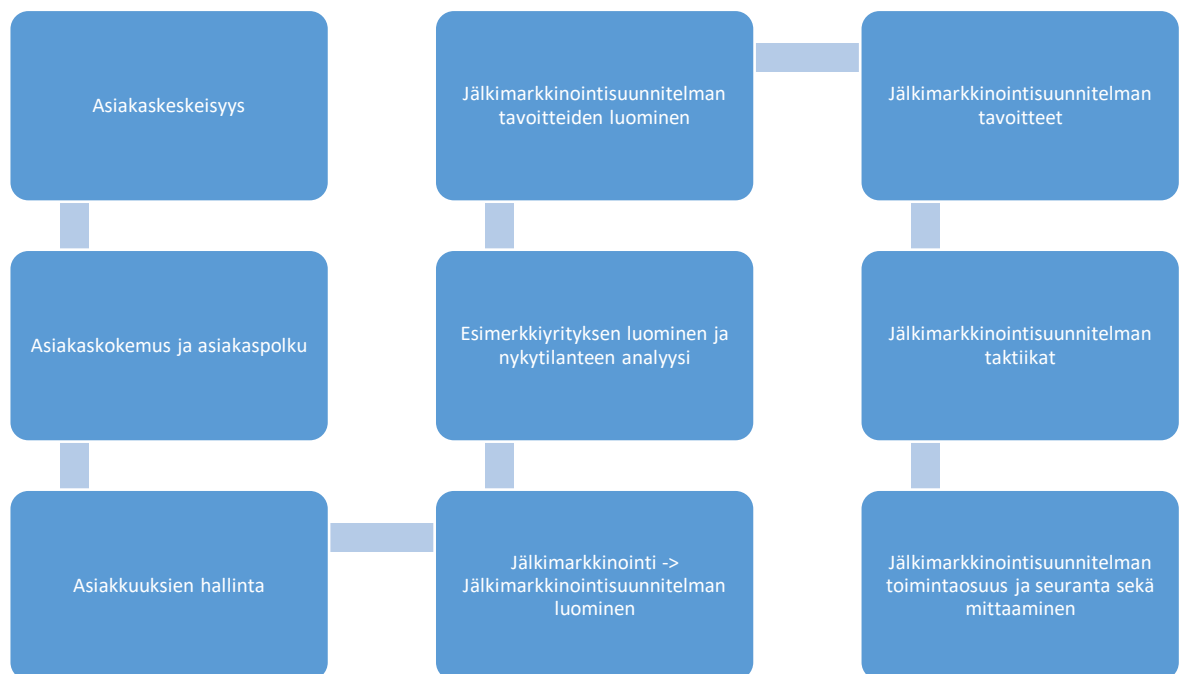 Asiakaskeskeisyys
Asiakaskokemus ja asiakaspolku
Asiakkuuksien hallinta
Jälkimarkkinointi ->
Jälkimarkkinointisuunnitelman
luominen
Esimerkkiyrityksen luominen ja
nykytilanteen analyysi
Jälkimarkkinointisuunnitelman
tavoitteiden luominen
Jälkimarkkinointisuunnitelman
tavoitteet
Jälkimarkkinointisuunnitelman
taktiikat
Jälkimarkkinointisuunnitelman
toimintaosuus ja seuranta sekä
mittaaminen